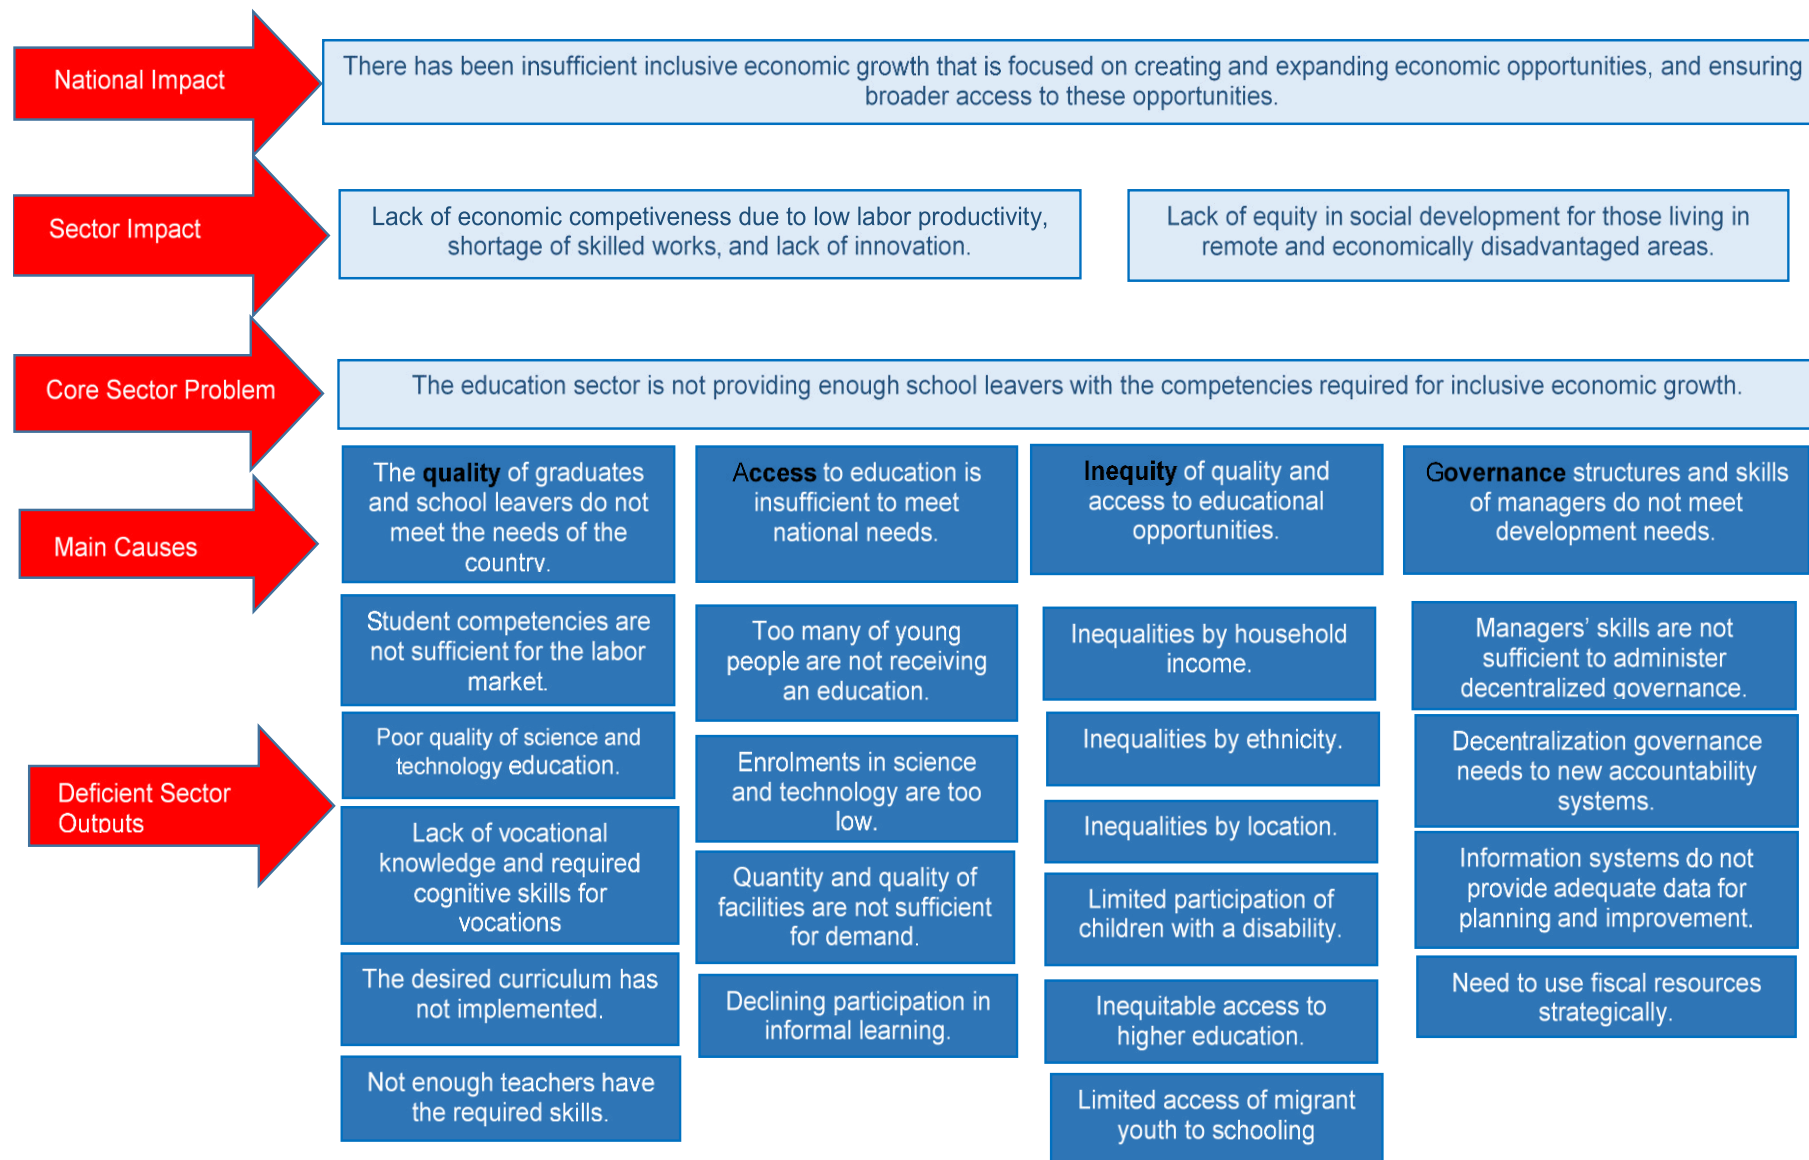 National Impact
There has been insufficient inclusive economic growth that is focused on creating and expanding economic opportunities, and ensuring
broader access to these opportunities.
Sector Impact
Lack of economic competiveness due to low labor productivity,
shortage of skilled works, and lack of innovation.
Lack of equity in social development for those living in
remote and economically disadvantaged areas.
Core Sector Problem
The education sector is not providing enough school leavers with the competencies required for inclusive economic growth.
Main Causes
The quality of graduates
and school leavers do not
meet the needs of the
country.
Access to education is
insufficient to meet
national needs.
Inequity of quality and
access to educational
opportunities.
Governance structures and skills
of managers do not meet
development needs.
Deficient Sector
Outputs
Student competencies are
not sufficient for the labor
market.
Poor quality of science and
technology education.
Lack of vocational
knowledge and required
cognitive skills for
vocations
The desired curriculum has
not implemented.
Not enough teachers have
the required skills.
Too many of young
people are not receiving
an education.
Enrolments in science
and technology are too
low.
Quantity and quality of
facilities are not sufficient
for demand.
Declining participation in
informal learning.
Inequalities by household
income.
Inequalities by ethnicity.
Inequalities by location.
Limited participation of
children with a disability.
Inequitable access to
higher education.
Limited access of migrant
youth to schooling
Managers' skills are not
sufficient to administer
decentralized governance.
Decentralization governance
needs to new accountability
systems.
Information systems do not
provide adequate data for
planning and improvement.
Need to use fiscal resources
strategically.